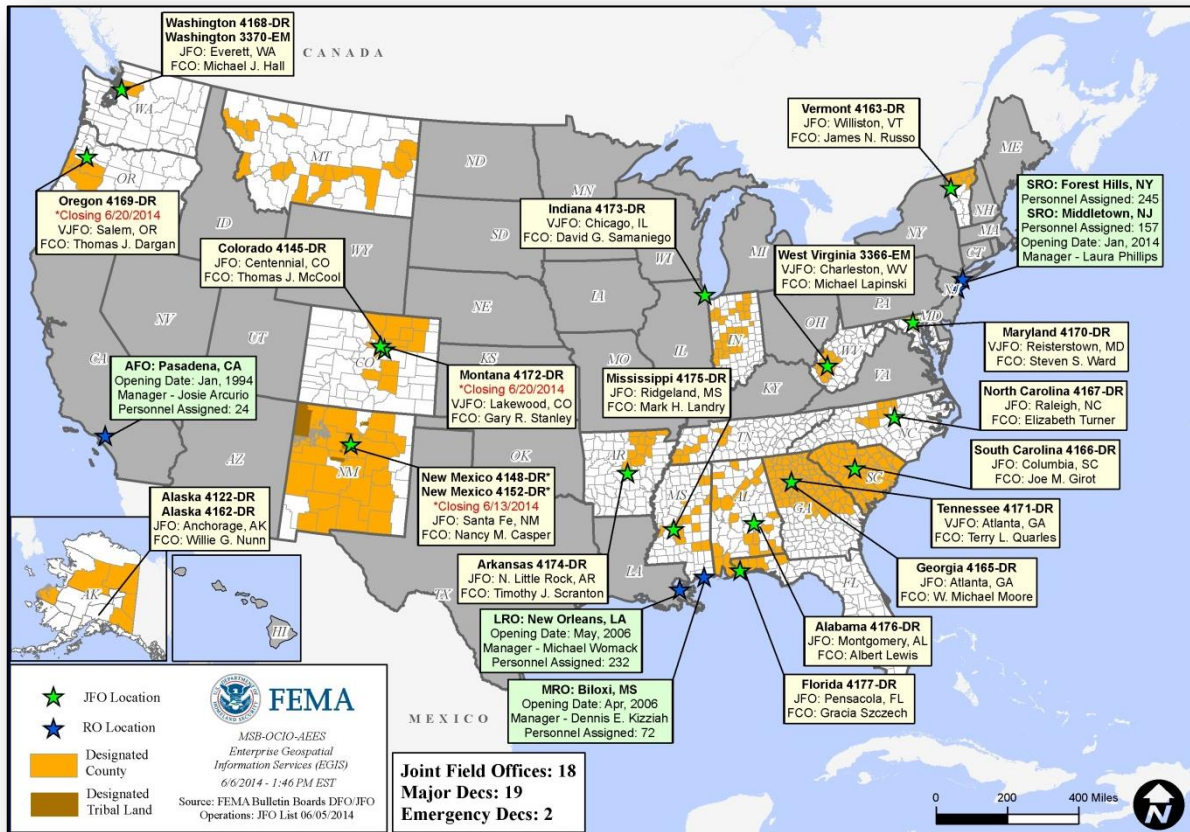 Washington 4168-DR
Washington 3370-EM
JFO: Everett, WA
FCO: Michael J. Hall
CANADA
WA
MT
ND
MN
ME
Vermont 4163-DR
JFO: Williston, VT
FCO: James N. Russo
OR
ID
SD
WI
MI
NY
NH
MA
CT
SRO: Forest Hills, NY
Personnel Assigned: 245
SRO: Middletown, NJ
Personnel Assigned: 157
Opening Date: Jan, 2014
Manager - Laura Phillips
Oregon 4169-DR
*Closing 6/20/2014
VJFO: Salem, OR
FCO: Thomas J. Dargan
Colorado 4145-DR
JFO: Centennial, CO
FCO: Thomas J. McCool
WY
Indiana 4173-DR
VJFO: Chicago, IL
FCO: David G. Samaniego
West Virginia 3366-EM
VJFO: Charleston, WV
FCO: Michael Lapinski
NE
IA
PA
NJ
OH
MD
NV
UT
CA
CO
KS
MO
IL
IN
WV
VA
KY
Maryland 4170-DR
VJFO: Reisterstown, MD
FCO: Steven S. Ward
AFO: Pasadena, CA
Opening Date: Jan, 1994
Manager - Josie Arcurio
Personnel Assigned: 24
Montana 4172-DR
*Closing 6/20/2014
VJFO: Lakewood, CO
FCO: Gary R. Stanley
Mississippi 4175-DR
JFO: Ridgeland, MS
FCO: Mark H. Landry
North Carolina 4167-DR
JFO: Raleigh, NC
FCO: Elizabeth Turner
AZ
NM
OK
AR
TN
NC
SC
MS
Al
GA
South Carolina 4166-DR
JFO: Columbia, SC
FCO: Joe M. Girot
Alaska 4122-DR
Alaska 4162-DR
JFO: Anchorage, AK
FCO: Willie G. Nunn
New Mexico 4148-DR*
New Mexico 4152-DR*
*Closing 6/13/2014
JFO: Santa Fe, NM
FCO: Nancy M. Casper
Tennessee 4171-DR
VJFO: Atlanta, GA
FCO: Terry L. Quarles
Arkansas 4174-DR
JFO: N. Little Rock, AR
FCO: Timothy J. Scranton
Georgia 4165-DR
JFO: Atlanta, GA
FCO: W. Michael Moore
TX
LA
FL
AK
HI
LRO: New Orleans, LA
Opening Date: May, 2006
Manager - Michael Womack
Personnel Assigned: 232
Alabama 4176-DR
JFO: Montgomery, AL
FCO: Albert Lewis
MRO: Biloxi, MS
Opening Date: Apr, 2006
Manager - Dennis E. Kizziah
Personnel Assigned: 72
Florida 4177-DR
JFO: Pensacola, FL
FCO: Gracia Szczech
MEXICO
JFO Location
RO Location
Designated
County
Designated
Tribal Land
FEMA
MSB-OCIO-AEES
Enterprise Geospatial
Information Services (EGIS)
6/6/2014 - 1:46 PM EST
Source: FEMA Bulletin Boards DFO/JFO
Operations: JFO List 06/05/2014
Joint Field Offices: 18
Major Decs: 19
Emergency Decs: 2
0 200 400 Miles
N